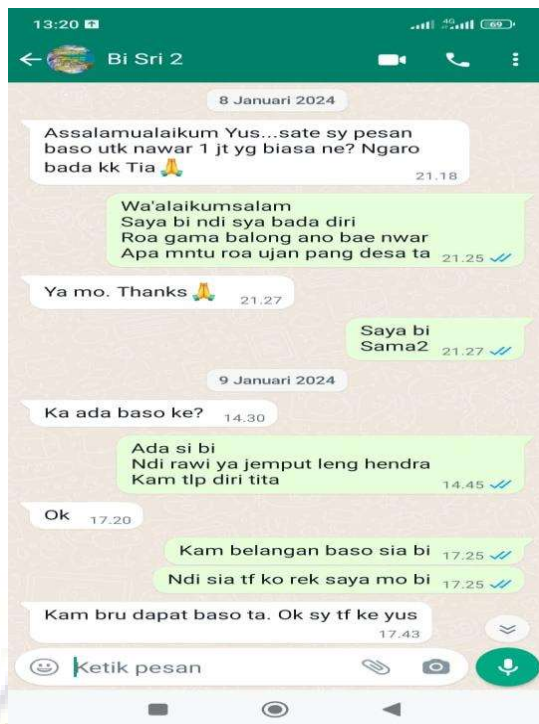 13:20
4G
69
Bi Sri 2
8 Januari 2024
Assalamualaikum Yus...sate sy pesan
baso utk nawar 1 jt yg biasa ne? Ngaro
bada kk Tia 🙏
21.18
Wa'alaikumsalam
Saya bi ndi sya bada diri
Roa gama balong ano bae nwar
Apa mntu roa ujan pang desa ta
21.25
Ya mo. Thanks 🙏
21.27
Saya bi
Sama2
21.27
9 Januari 2024
Ka ada baso ke?
14.30
Ada si bi
Ndi rawi ya jemput leng hendra
Kam tlp diri tita
14.45
Ok
17.20
Kam belangan baso sia bi
17.25
Ndi sia tf ko rek saya mo bi
17.25
Kam bru dapat baso ta. Ok sy tf ke yus
17.43
Ketik pesan